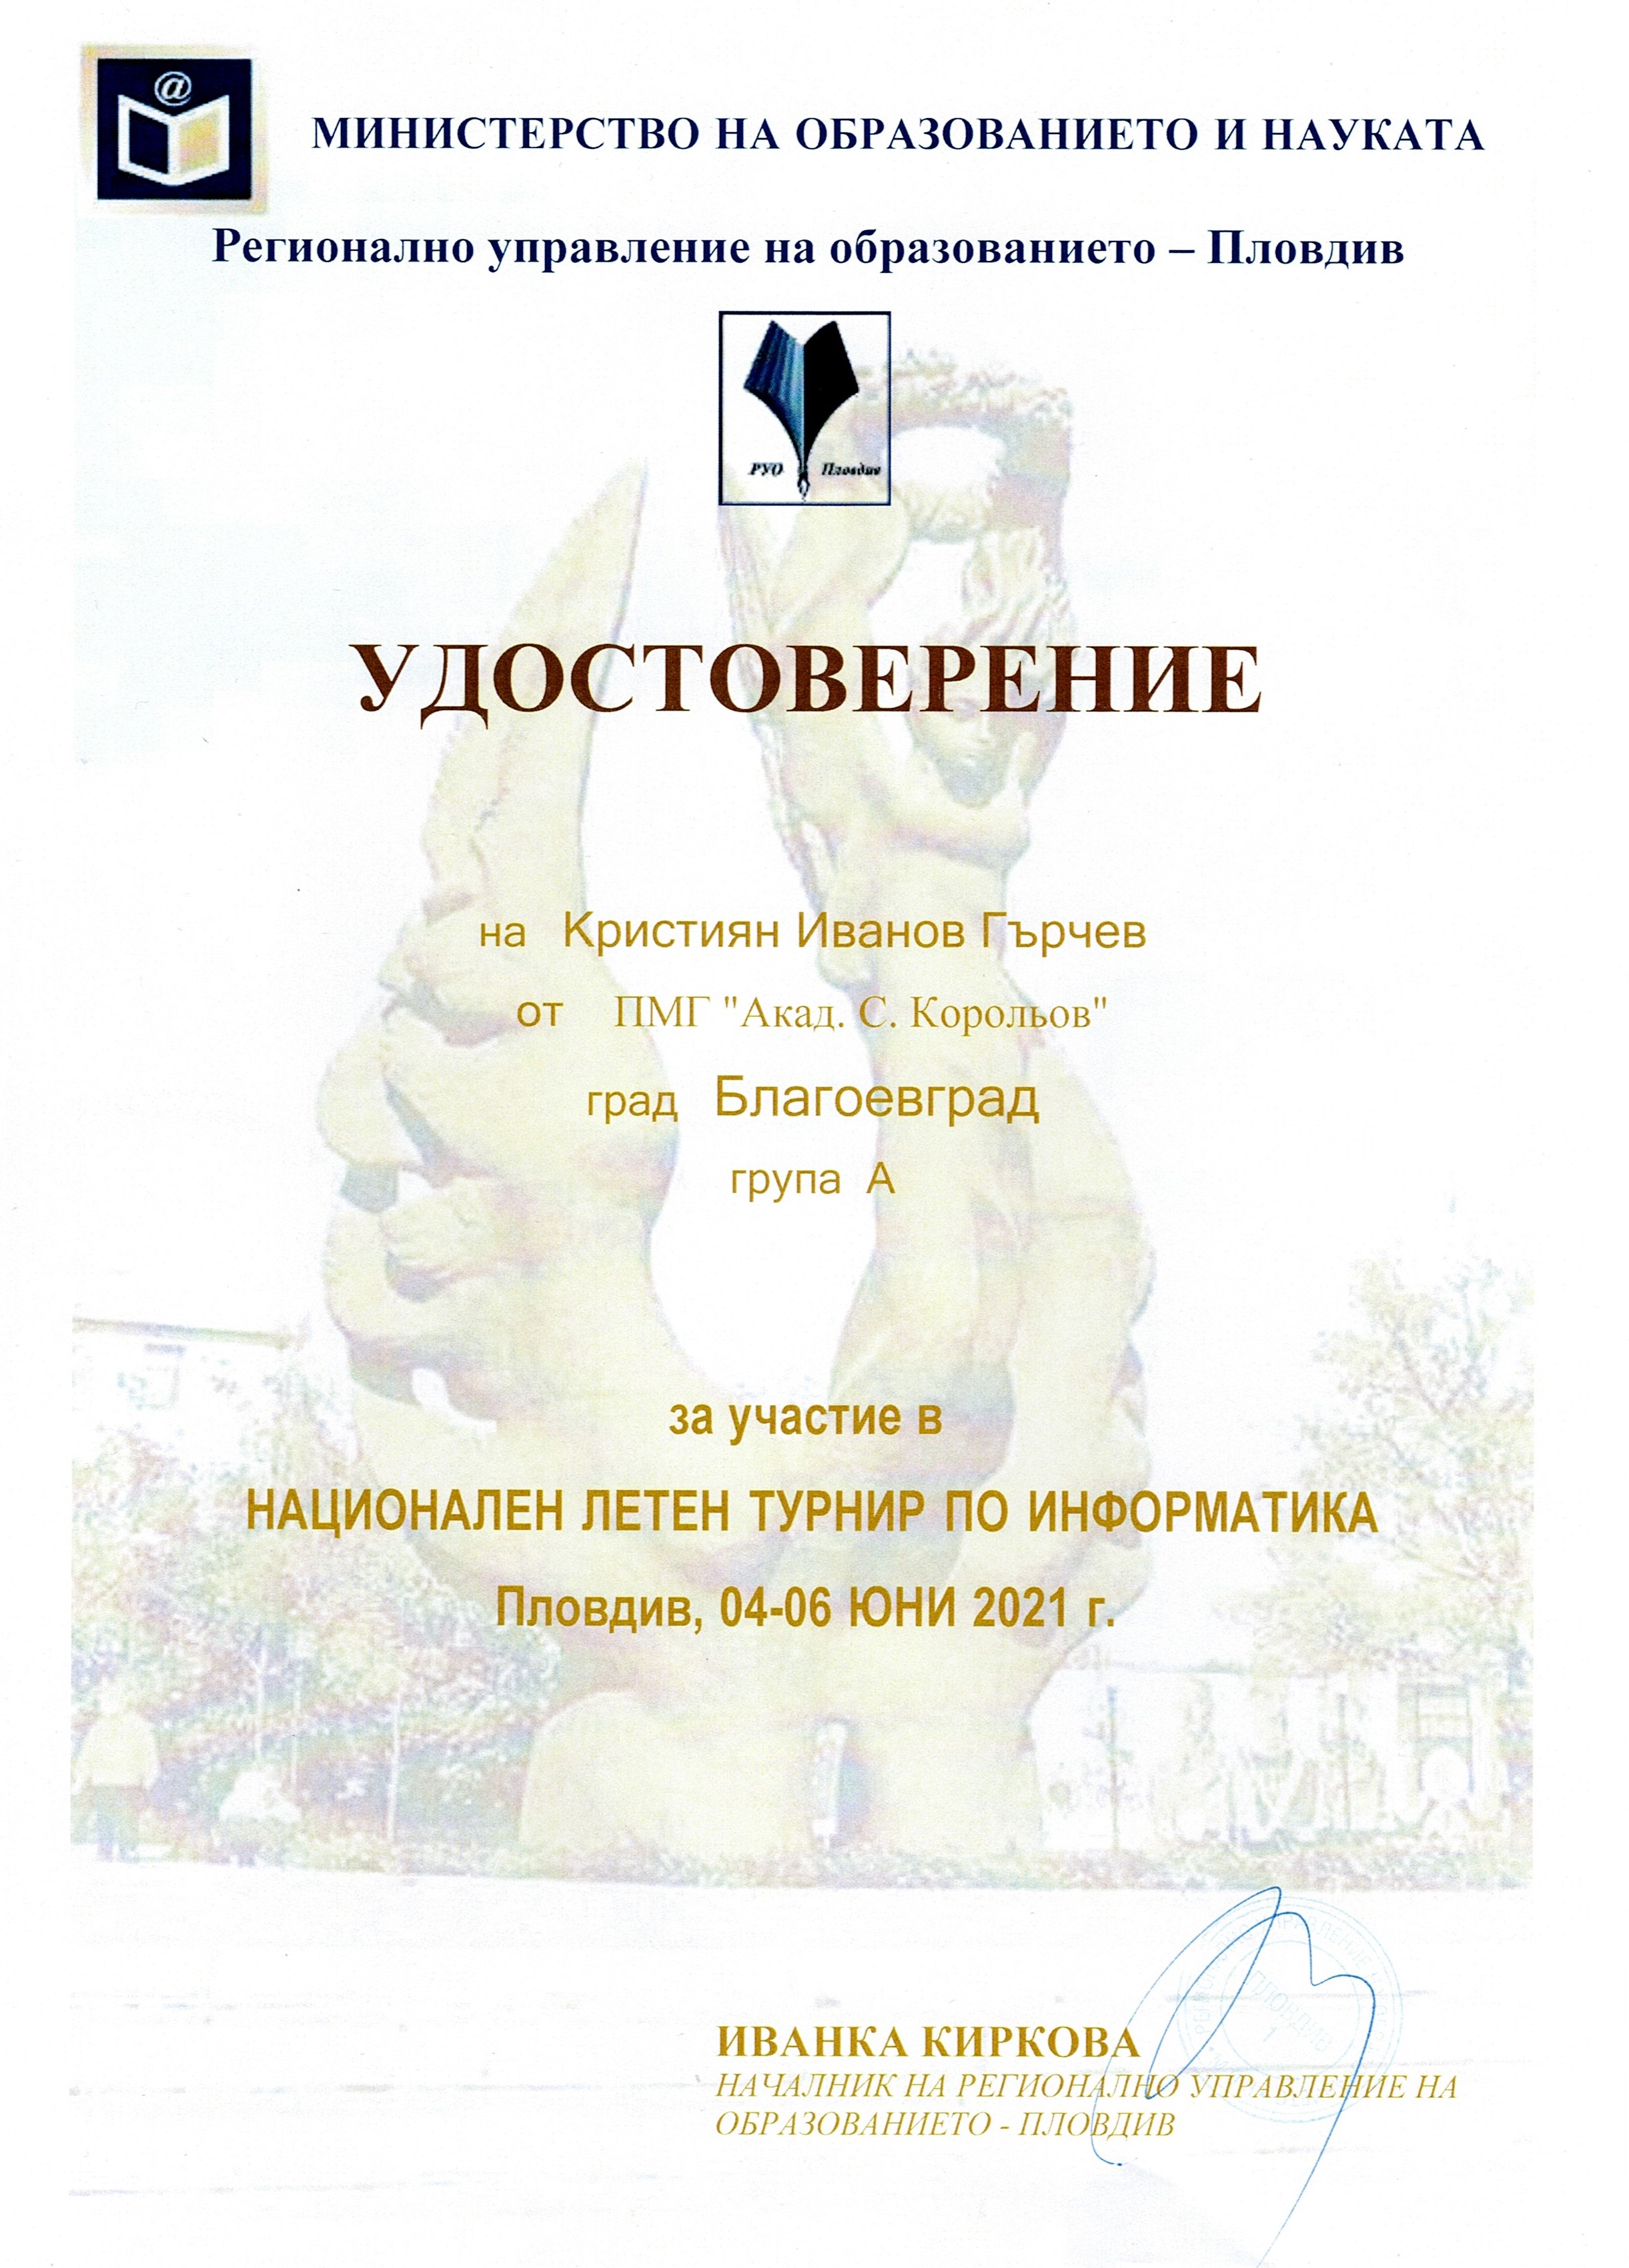 @
МИНИСТЕРСТВО НА ОБРАЗОВАНИЕТО И НАУКАТА
Регионално управление на образованието – Пловдив
РУО Пловдив
УДОСТОВЕРЕНИЕ
на Кристиян Иванов Гърчев
от ПМГ "Акад. С. Корольов"
град Благоевград
група А
за участие в
НАЦИОНАЛЕН ЛЕТЕН ТУРНИР ПО ИНФОРМАТИКА
Пловдив, 04-06 ЮНИ 2021 г.
ПЛОВДИВ
1
ИВАНКА КИРКОВА
НАЧАЛНИК НА РЕГИОНАЛНО УПРАВЛЕНИЕ НА
ОБРАЗОВАНИЕТО - ПЛОВДИВ